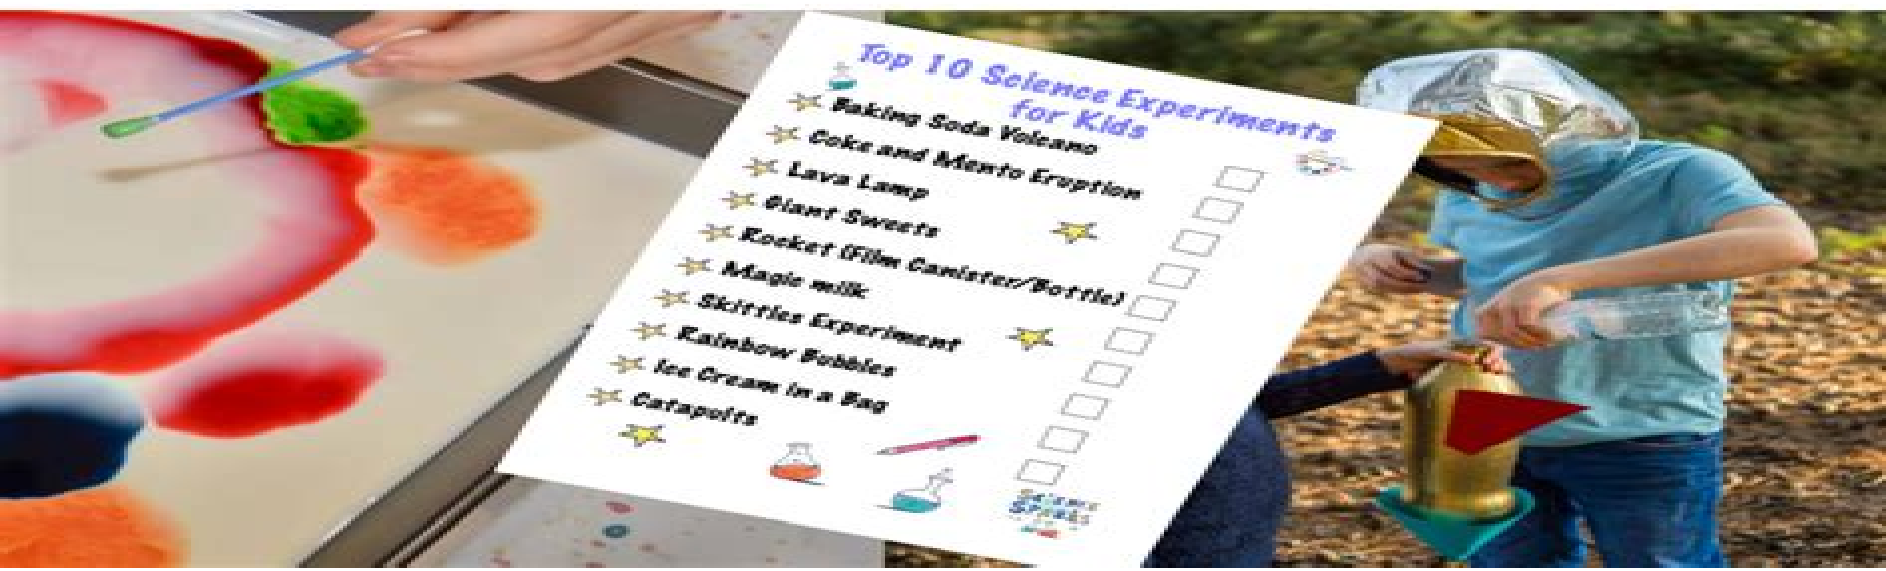 Top 10 Science Experiments
for Kids
Baking Soda Volcano
Coke and Mento Eruption
Lava Lamp
Giant Sweets
Rocket (Film Canister/Bottle)
Magic milk
Skittles Experiment
Rainbow Bubbles
Ice Cream in a Bag
Catapults